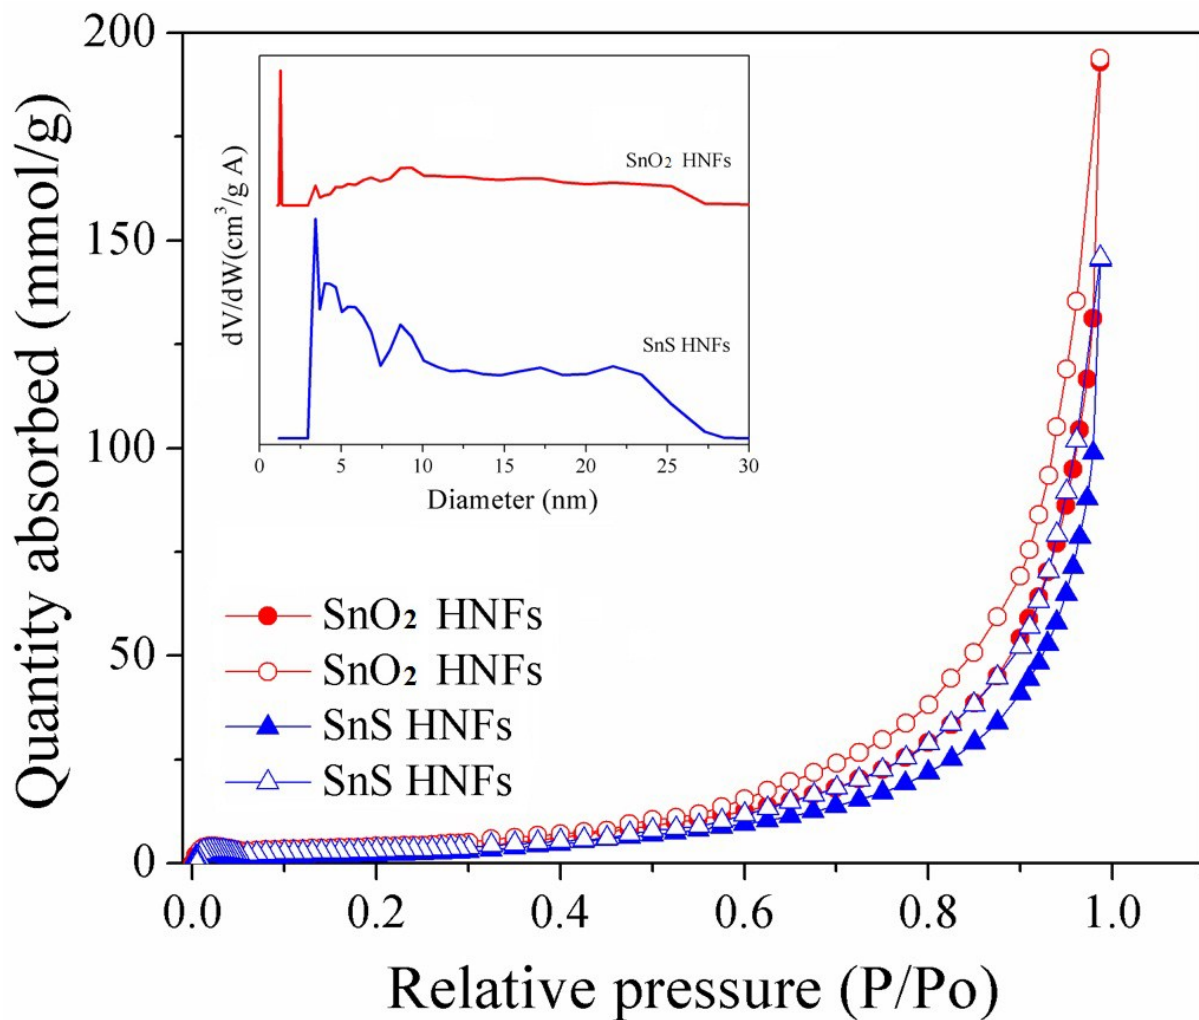 200
150
100
50
0
Quantity absorbed (mmol/g)
0.0 0.2 0.4 0.6 0.8 1.0
Relative pressure (P/Po)
SnO₂ HNFs
SnO₂ HNFs
SnS HNFs
SnS HNFs
dV/dW(cm³/g A)
SnO₂ HNFs
SnS HNFs
0 5 10 15 20 25 30
Diameter (nm)